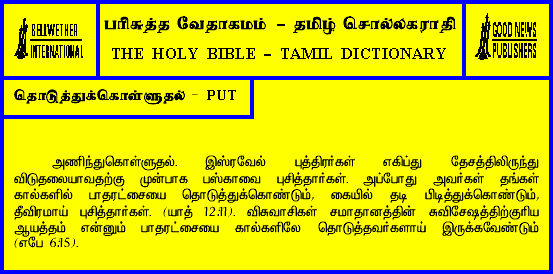 BELLWETHER
INTERNATIONAL
பரிசுத்த வேதாகமம் – தமிழ் சொல்லகராதி
THE HOLY BIBLE – TAMIL DICTIONARY
GOOD NEWS
PUBLISHERS
தொடுத்துக்கொள்ளுதல் – PUT
அணிந்துகொள்ளுதல். இஸ்ரவேல் புத்திரர்கள் எகிப்து தேசத்திலிருந்து
விடுதலையாவதற்கு முன்பாக பஸ்காவை புசித்தார்கள். அப்போது அவர்கள் தங்கள்
கால்களில் பாதரட்சையை தொடுத்துக்கொண்டும், கையில் தடி பிடித்துக்கொண்டும்,
தீவிரமாய் புசித்தார்கள். (யாத் 12:11). விசுவாசிகள் சமாதானத்தின் சுவிசேஷத்திற்குரிய
ஆயத்தம் என்னும் பாதரட்சையை கால்களிலே தொடுத்தவர்களாய் இருக்கவேண்டும்
(எபே 6:15).